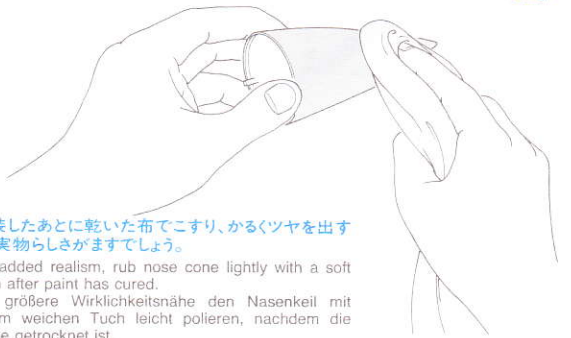 したあとに乾いた布でこすり、かるくツヤを出す
実物らしさがますでしょう。
added realism, rub nose cone lightly with a soft
after paint has cured.
größere Wirklichkeitsnähe den Nasenkeil mit
weichen Tuch leicht polieren, nachdem die
getrocknet ist